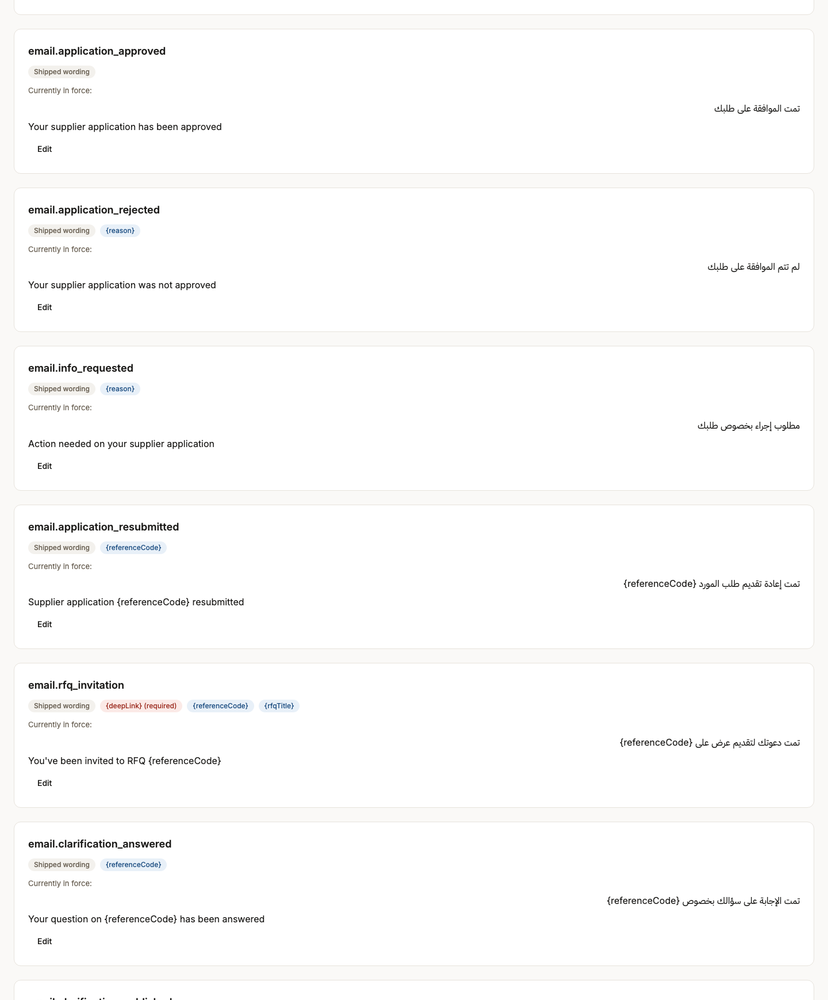 email.application_approved
Shipped wording
Currently in force:
تمت الموافقة على طلبك
Your supplier application has been approved
Edit
email.application_rejected
Shipped wording {reason}
Currently in force:
لم تتم الموافقة على طلبك
Your supplier application was not approved
Edit
email.info_requested
Shipped wording {reason}
Currently in force:
مطلوب إجراء بخصوص طلبك
Action needed on your supplier application
Edit
email.application_resubmitted
Shipped wording {referenceCode}
Currently in force:
تمت إعادة تقديم طلب المورد {referenceCode}
Supplier application {referenceCode} resubmitted
Edit
email.rfq_invitation
Shipped wording {deepLink} (required) {referenceCode} {rfqTitle}
Currently in force:
تمت دعوتك لتقديم عرض على {referenceCode}
You've been invited to RFQ {referenceCode}
Edit
email.clarification_answered
Shipped wording {referenceCode}
Currently in force:
تمت الإجابة على سؤالك بخصوص {referenceCode}
Your question on {referenceCode} has been answered
Edit